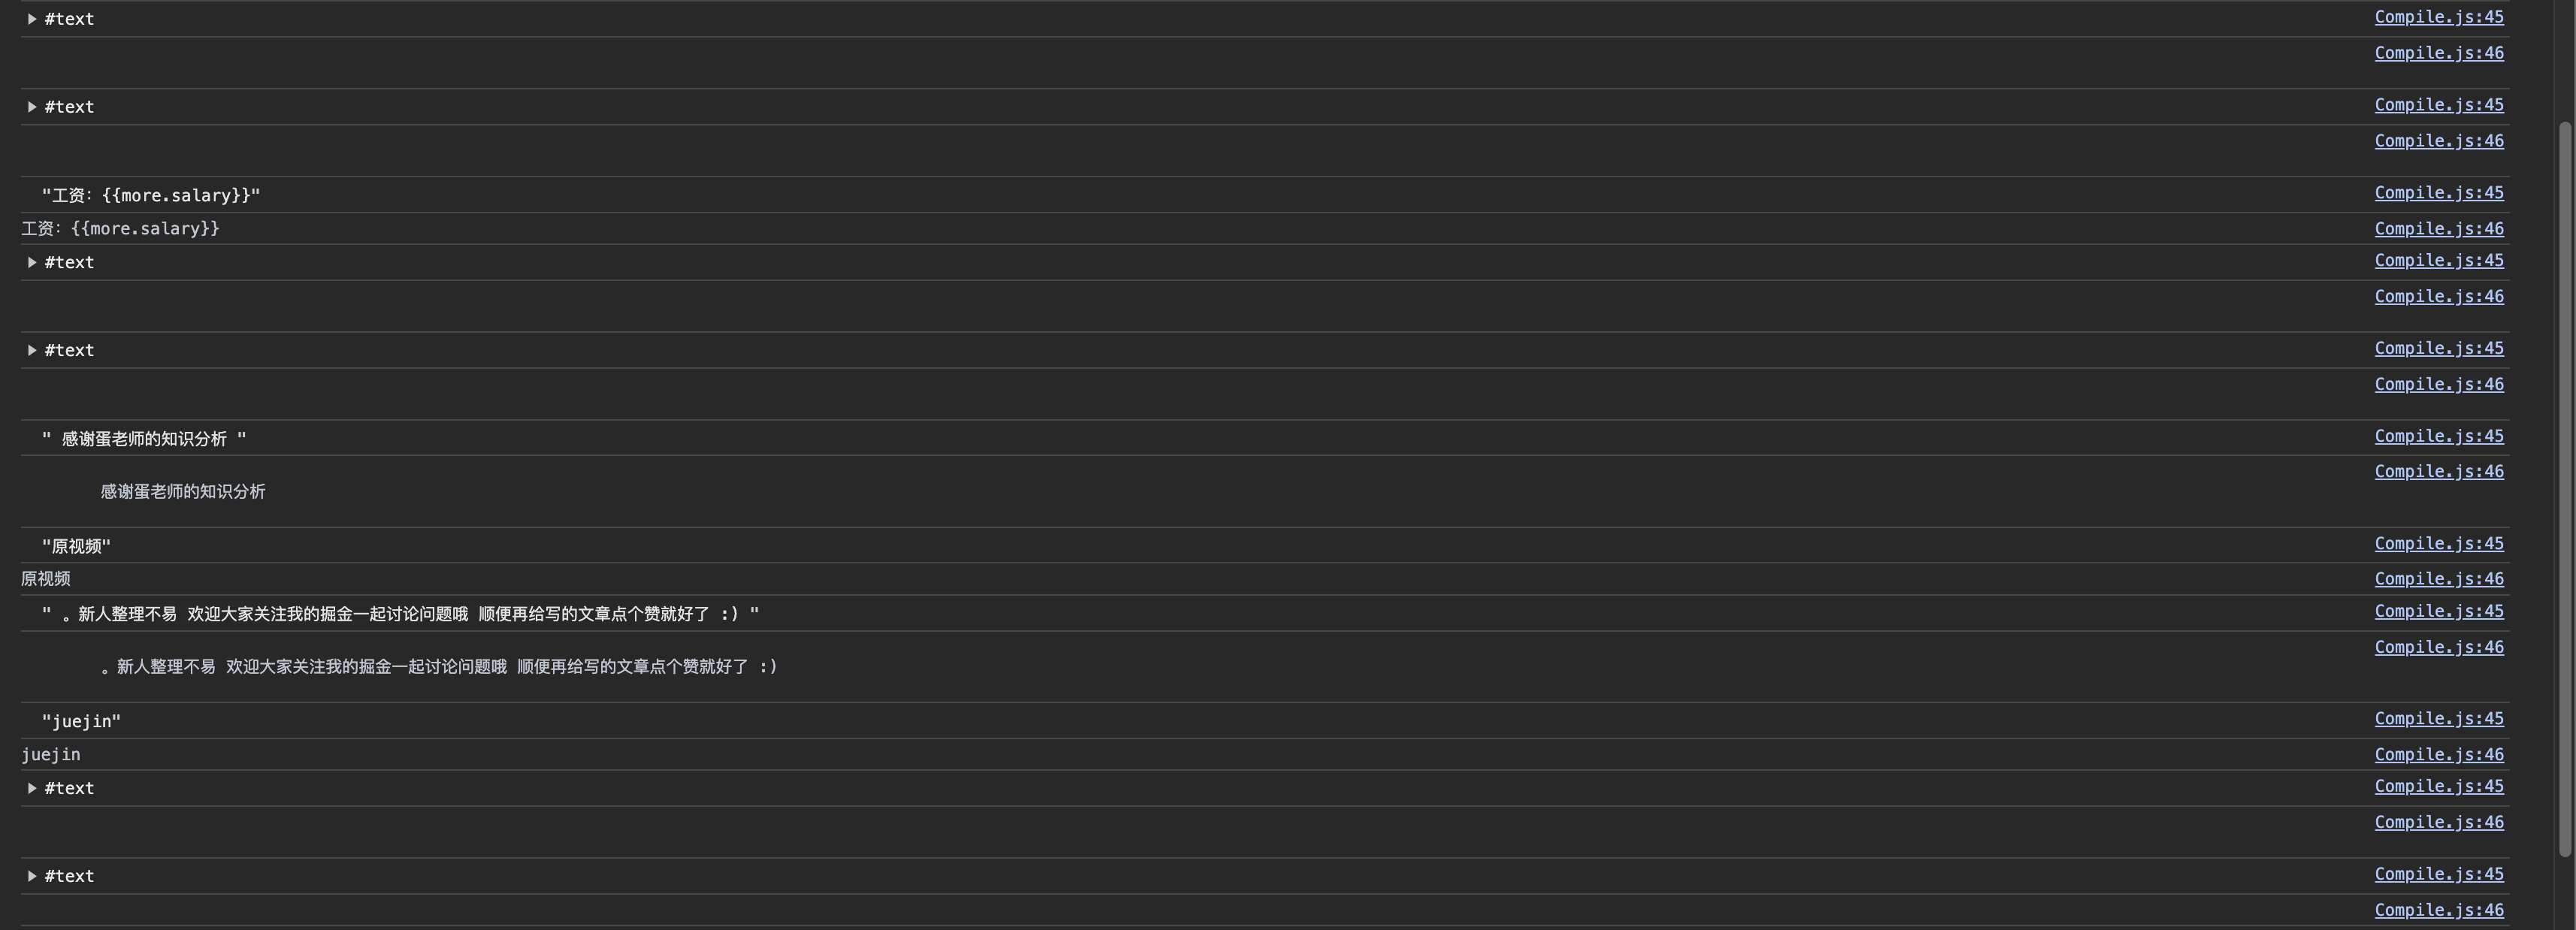 ▶ #text Compile.js:45
Compile.js:46
▶ #text Compile.js:45
Compile.js:46
"工资：{{more.salary}}" Compile.js:45
工资：{{more.salary}} Compile.js:46
▶ #text Compile.js:45
Compile.js:46
▶ #text Compile.js:45
Compile.js:46
" 感谢蛋老师的知识分析 " Compile.js:45
Compile.js:46
感谢蛋老师的知识分析
"原视频" Compile.js:45
原视频 Compile.js:46
" 。新人整理不易 欢迎大家关注我的掘金一起讨论问题哦 顺便再给写的文章点个赞就好了 :) " Compile.js:45
Compile.js:46
。新人整理不易 欢迎大家关注我的掘金一起讨论问题哦 顺便再给写的文章点个赞就好了 :)
"juejin" Compile.js:45
juejin Compile.js:46
▶ #text Compile.js:45
Compile.js:46
▶ #text Compile.js:45
Compile.js:46